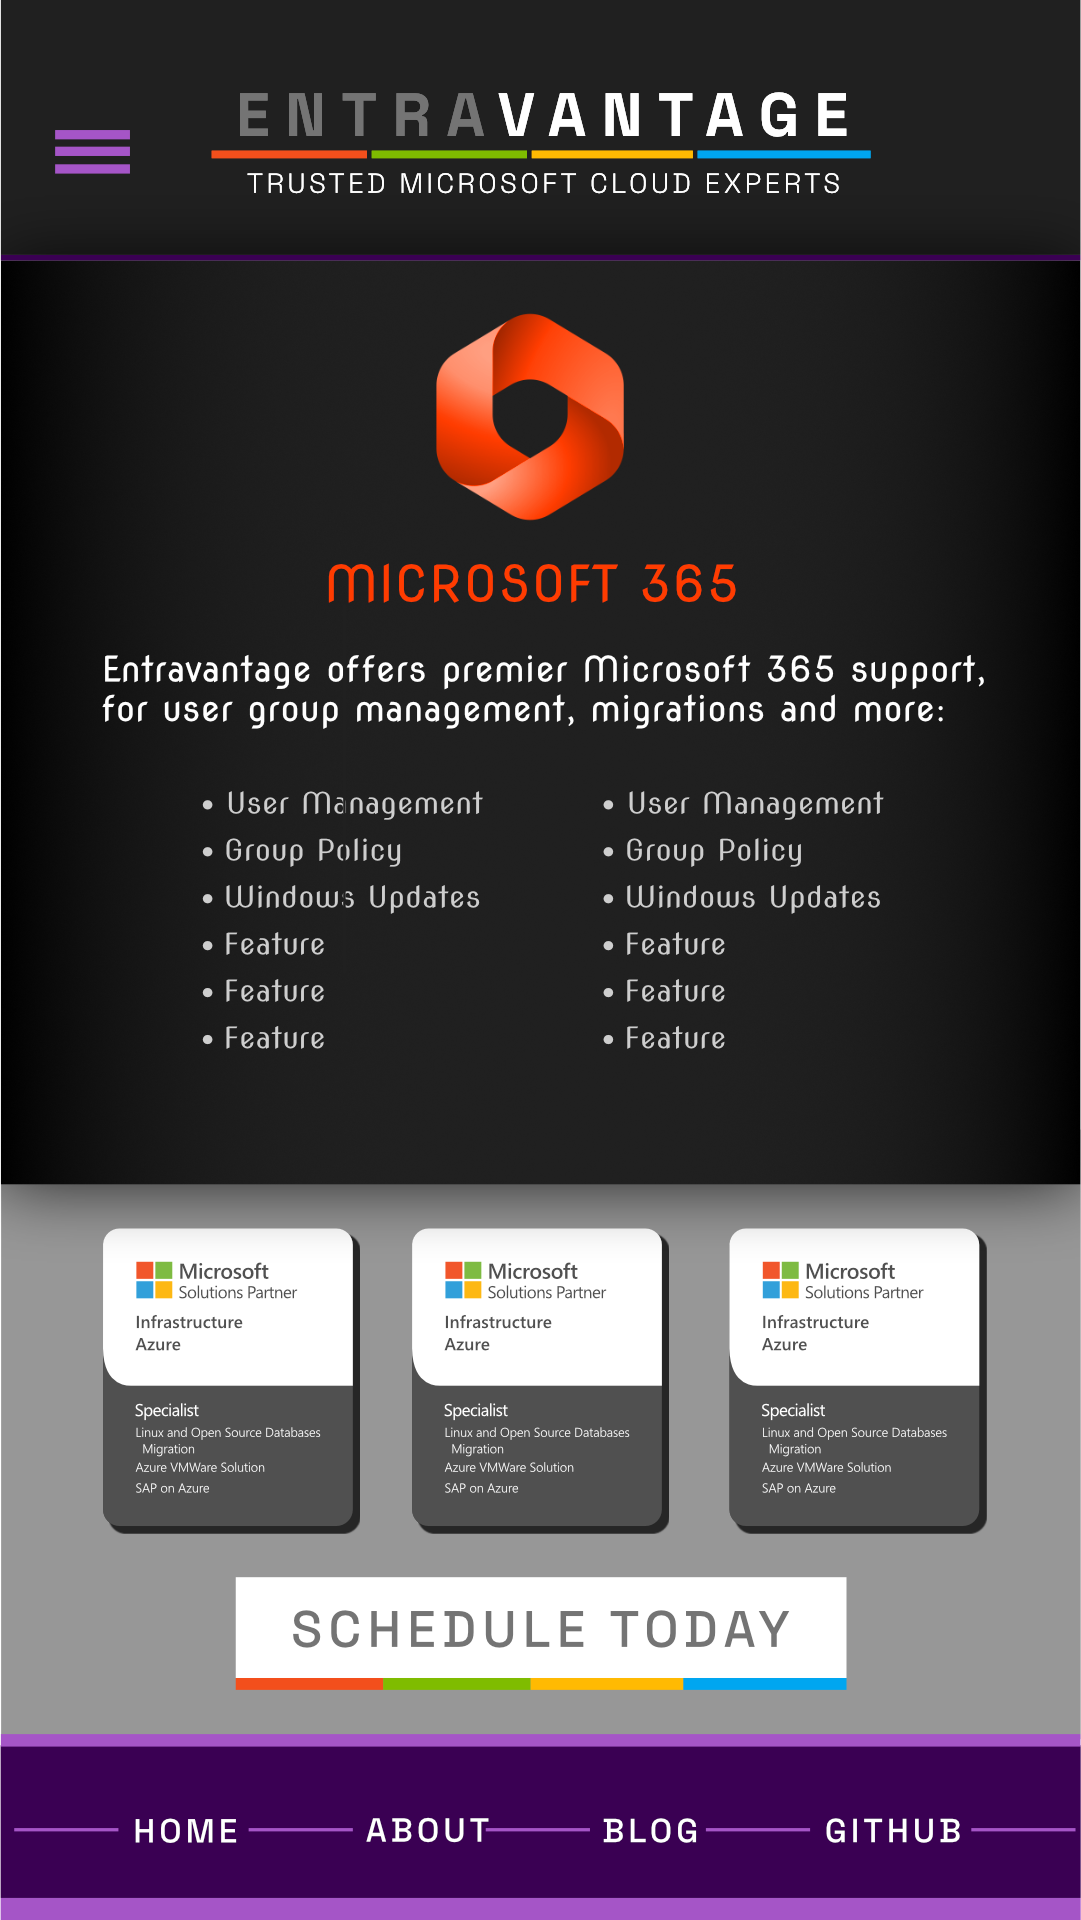 ENTRAVANTAGE
TRUSTED MICROSOFT CLOUD EXPERTS
MICROSOFT 365
Entravantage offers premier Microsoft 365 support,
for user group management, migrations and more:
• User Management
• Group Policy
• Windows Updates
• Feature
• Feature
• Feature
• User Management
• Group Policy
• Windows Updates
• Feature
• Feature
• Feature
Microsoft
Solutions Partner
Infrastructure
Azure
Specialist
Linux and Open Source Databases
Migration
Azure VMWare Solution
SAP on Azure
Microsoft
Solutions Partner
Infrastructure
Azure
Specialist
Linux and Open Source Databases
Migration
Azure VMWare Solution
SAP on Azure
Microsoft
Solutions Partner
Infrastructure
Azure
Specialist
Linux and Open Source Databases
Migration
Azure VMWare Solution
SAP on Azure
SCHEDULE TODAY
HOME ABOUT BLOG GITHUB